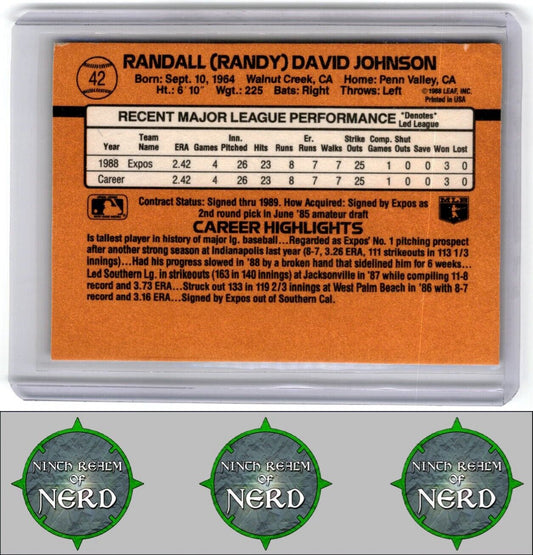 42
RANDALL (RANDY) DAVID JOHNSON
Born: Sept. 10, 1964 Walnut Creek, CA Home: Penn Valley, CA
Ht.: 6'10" Wgt.: 225 Bats: Right Throws: Left
©1988 LEAF, INC.
Printed in USA
RECENT MAJOR LEAGUE PERFORMANCE
"Denotes"
Led League
Year Team Name ERA Games Inn. Pitched Hits Runs Er. Runs Walks Strike Outs Comp. Games Shut Outs Save Won Lost
1988 Expos 2.42 4 26 23 8 7 7 25 1 0 0 3 0
Career 2.42 4 26 23 8 7 7 25 1 0 0 3 0
Contract Status: Signed thru 1989. How Acquired: Signed by Expos as
2nd round pick in June '85 amateur draft
CAREER HIGHLIGHTS
Is tallest player in history of major lg. baseball...Regarded as Expos' No. 1 pitching prospect
after another strong season at Indianapolis last year (8-7, 3.26 ERA, 111 strikeouts in 113 1/3
innings)...Had his progress slowed in '88 by a broken hand that sidelined him for 6 weeks...
Led Southern Lg. in strikeouts (163 in 140 innings) at Jacksonville in '87 while compiling 11-8
record and 3.73 ERA...Struck out 133 in 119 2/3 innings at West Palm Beach in '86 with 8-7
record and 3.16 ERA...Signed by Expos out of Southern Cal.
NINTH REALM
OF
NERD
NINTH REALM
OF
NERD
NINTH REALM
OF
NERD